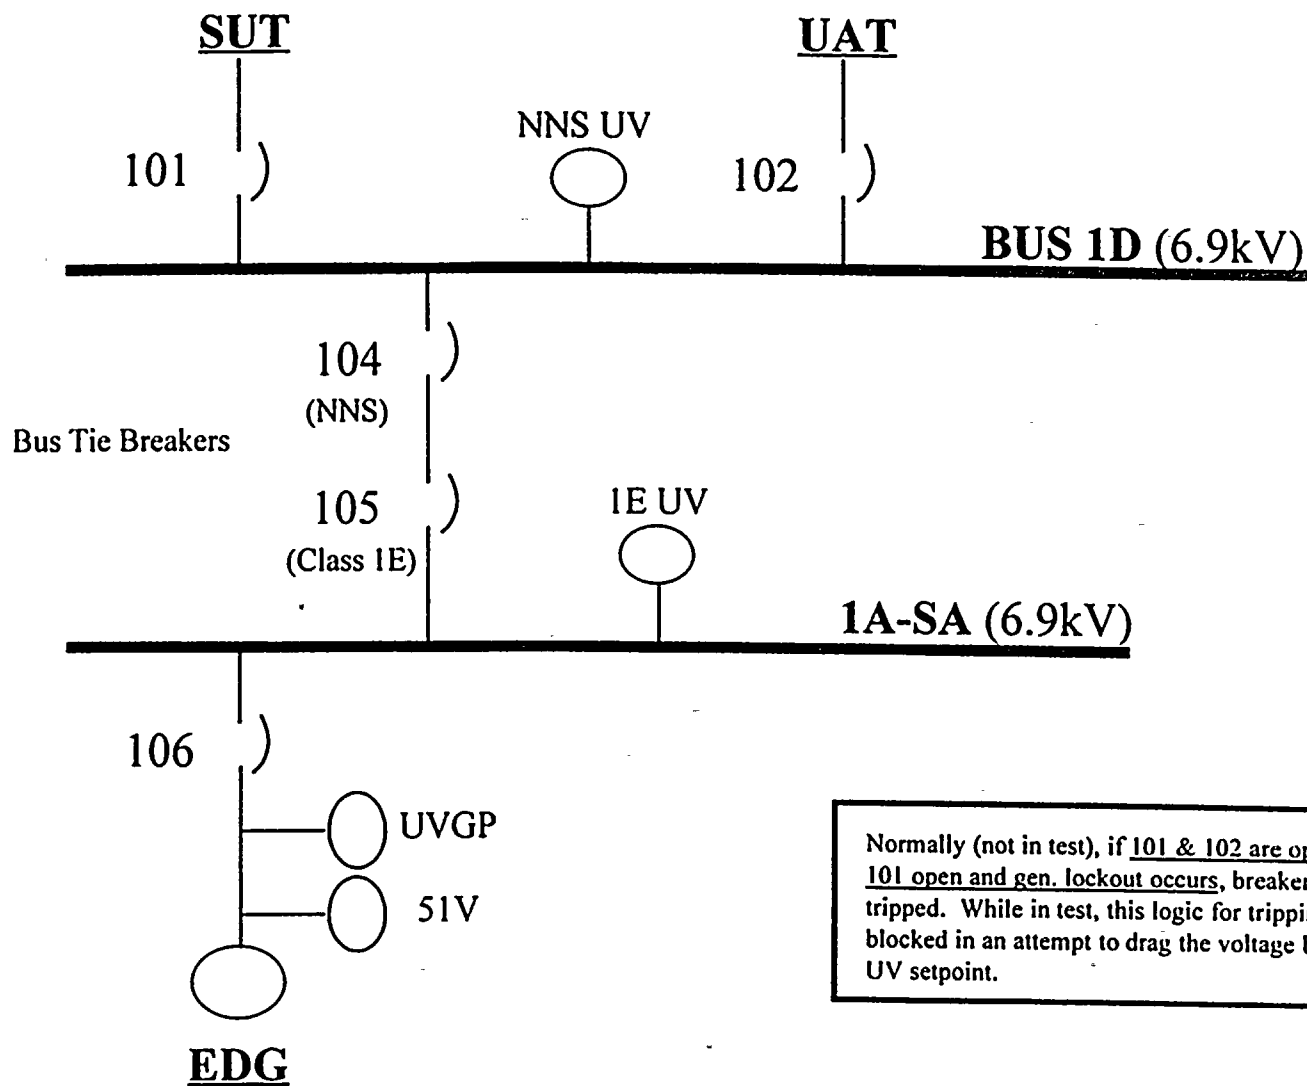 SUT
UAT
NNS UV
101
102
BUS 1D (6.9kV)
104
(NNS)
Bus Tie Breakers
105
(Class 1E)
1E UV
1A-SA (6.9kV)
106
UVGP
51V
EDG
Normally (not in test), if 101 & 102 are
101 open and gen. lockout occurs, breaker
tripped. While in test, this logic for
blocked in an attempt to drag the voltage
UV setpoint.